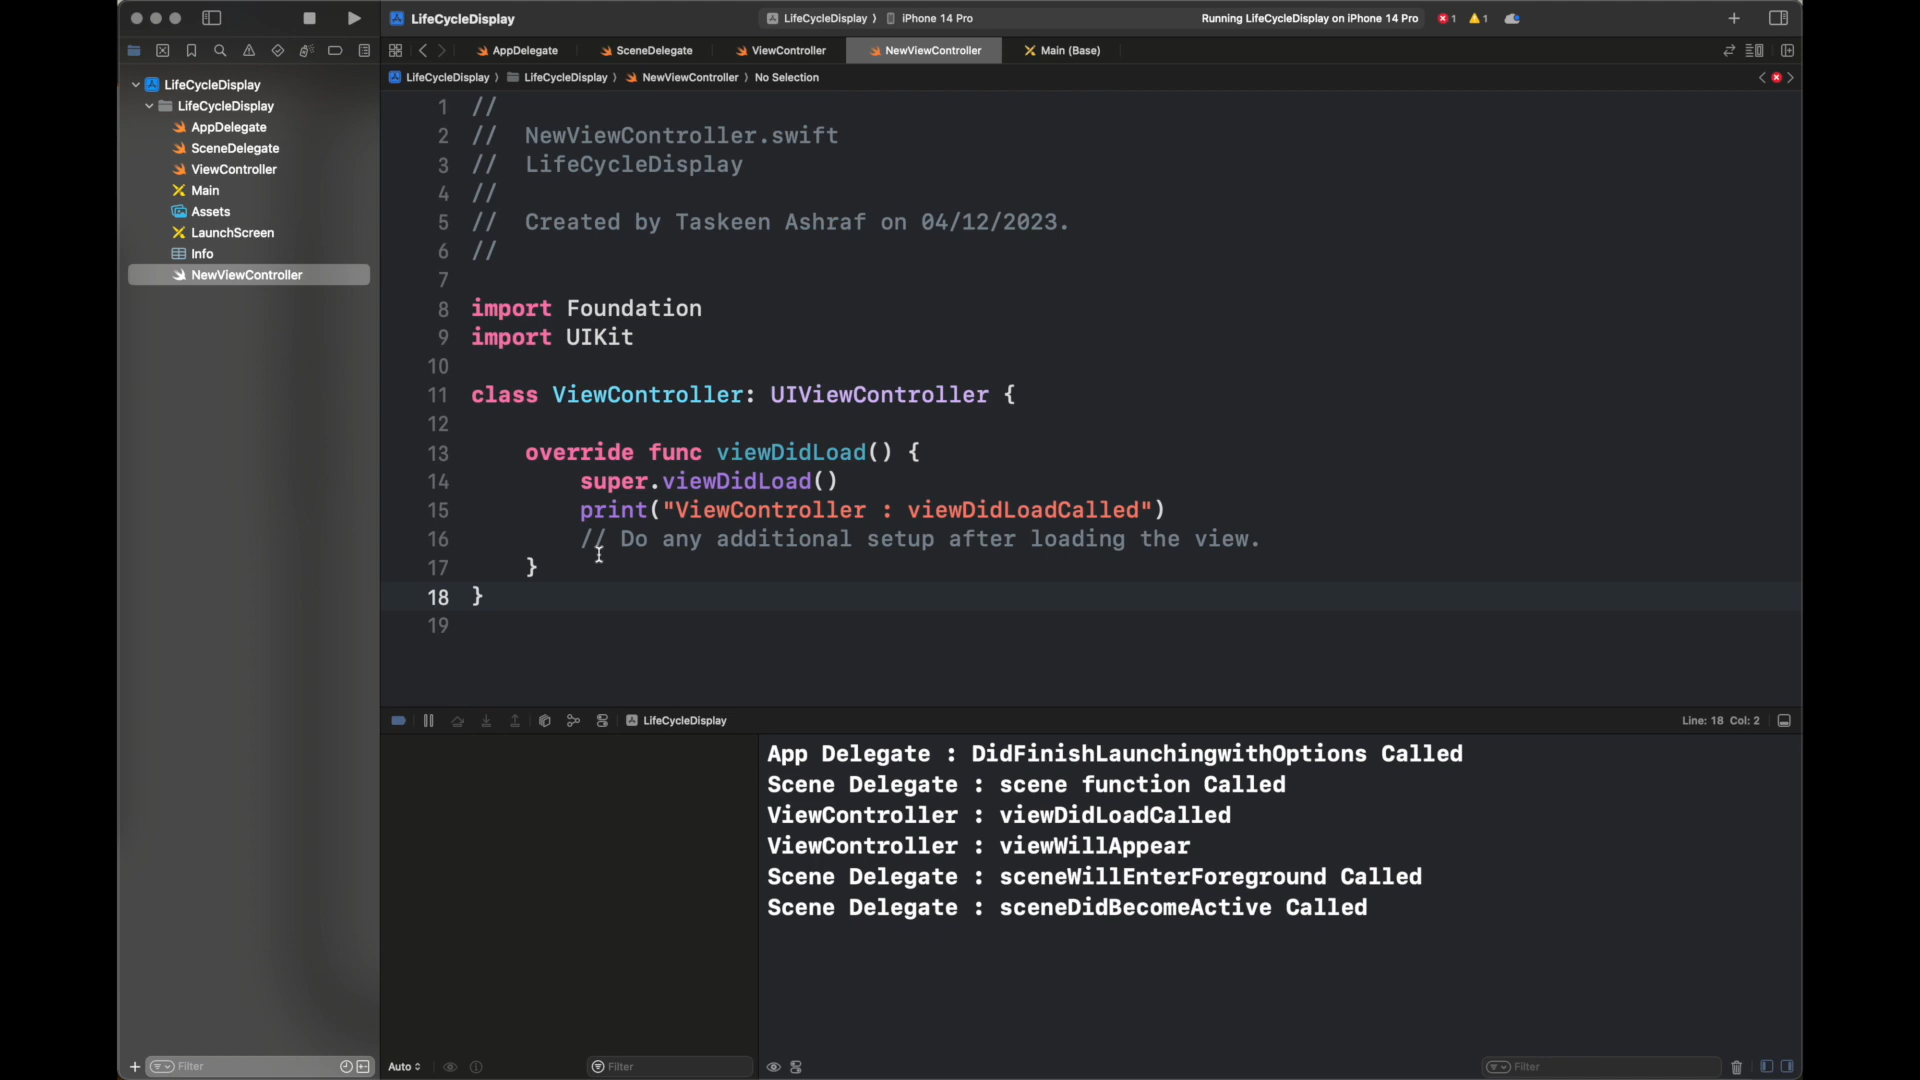 LifeCycleDisplay
LifeCycleDisplay ⟩ iPhone 14 Pro
Running LifeCycleDisplay on iPhone 14 Pro
1
1
AppDelegate
SceneDelegate
ViewController
NewViewController
Main (Base)
LifeCycleDisplay ⟩ LifeCycleDisplay ⟩ NewViewController ⟩ No Selection
LifeCycleDisplay
LifeCycleDisplay
AppDelegate
SceneDelegate
ViewController
Main
Assets
LaunchScreen
Info
NewViewController
1 //
2 // NewViewController.swift
3 // LifeCycleDisplay
4 //
5 // Created by Taskeen Ashraf on 04/12/2023.
6 //
7
8 import Foundation
9 import UIKit
10
11 class ViewController: UIViewController {
12
13 override func viewDidLoad() {
14 super.viewDidLoad()
15 print("ViewController : viewDidLoadCalled")
16 // Do any additional setup after loading the view.
17 }
18 }
19
LifeCycleDisplay
Line: 18 Col: 2
App Delegate : DidFinishLaunchingwithOptions Called
Scene Delegate : scene function Called
ViewController : viewDidLoadCalled
ViewController : viewWillAppear
Scene Delegate : sceneWillEnterForeground Called
Scene Delegate : sceneDidBecomeActive Called
Filter
Auto
Filter
Filter